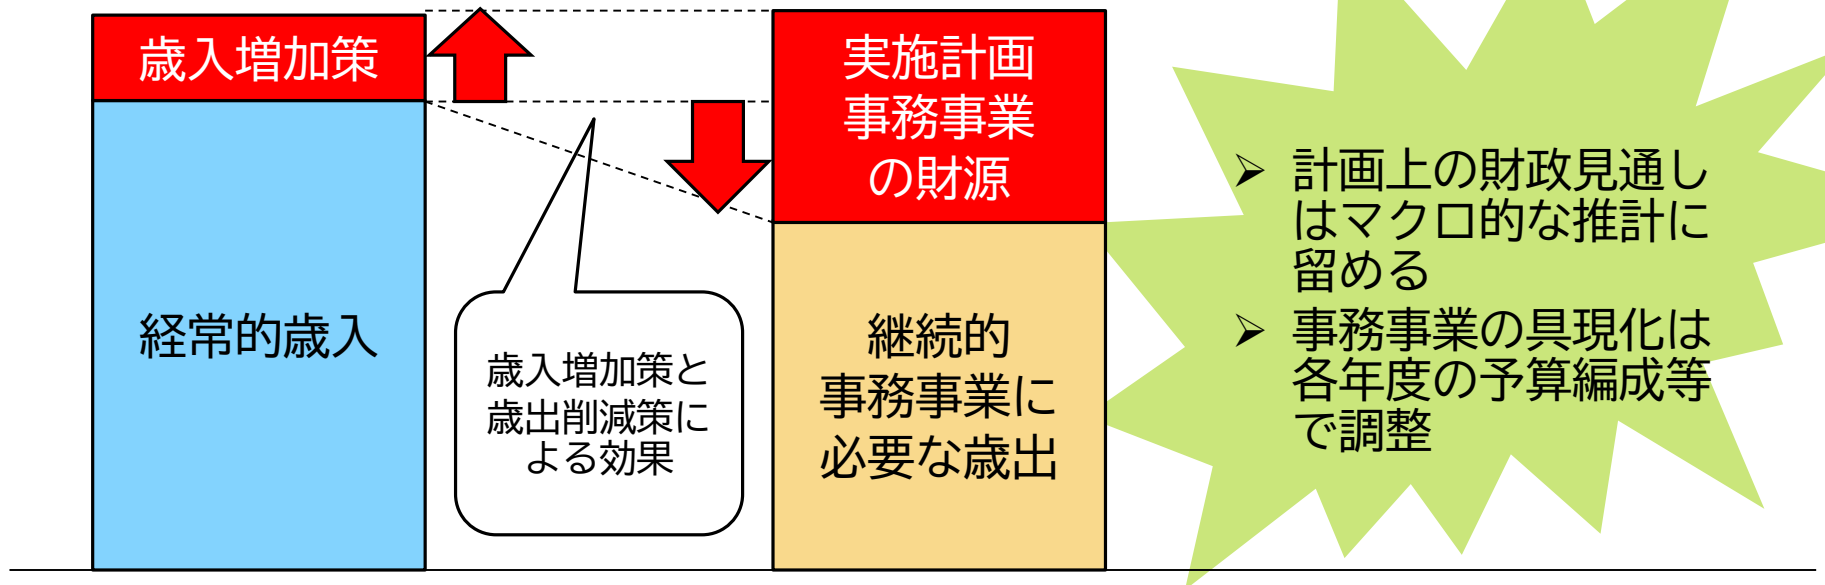 歳入増加策
経常的歳入
歳入増加策と
歳出削減策に
よる効果
実施計画
事務事業
の財源
継続的
事務事業に
必要な歳出
➢ 計画上の財政見通し
はマクロ的な推計に
留める
➢ 事務事業の具現化は
各年度の予算編成等
で調整